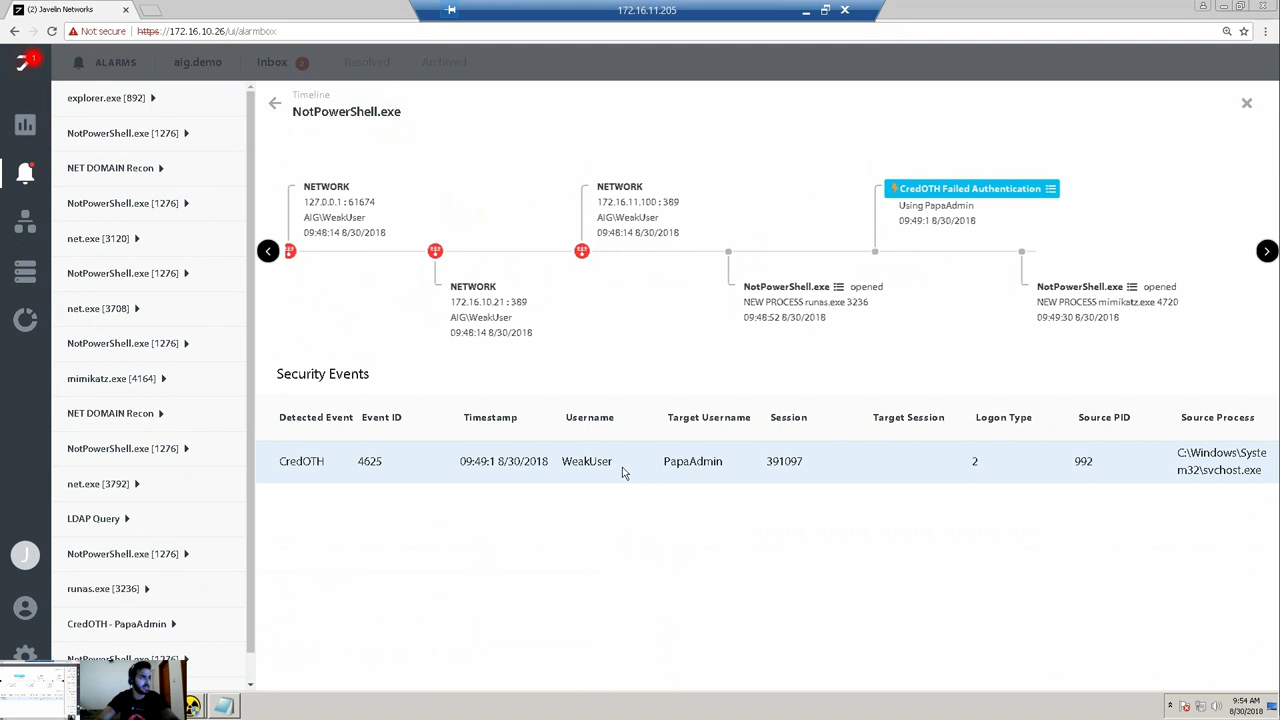 (2) Javelin Networks
172.16.11.205
Not secure | https://172.16.10.26/ui/alarmbox
1
ALARMS
aig.demo
Inbox 2
Resolved
Archived
explorer.exe [892]
NotPowerShell.exe [1276]
NET DOMAIN Recon
NotPowerShell.exe [1276]
net.exe [3120]
NotPowerShell.exe [1276]
net.exe [3708]
NotPowerShell.exe [1276]
mimikatz.exe [4164]
NET DOMAIN Recon
NotPowerShell.exe [1276]
net.exe [3792]
LDAP Query
NotPowerShell.exe [1276]
runas.exe [3236]
CredOTH - PapaAdmin
NotPowerShell.exe [1276]
J
Timeline
NotPowerShell.exe
NETWORK
127.0.0.1 : 61674
AIG\WeakUser
09:48:14 8/30/2018
NETWORK
172.16.10.21 : 389
AIG\WeakUser
09:48:14 8/30/2018
NETWORK
172.16.11.100 : 389
AIG\WeakUser
09:48:14 8/30/2018
NotPowerShell.exe opened
NEW PROCESS runas.exe 3236
09:48:52 8/30/2018
CredOTH Failed Authentication
Using PapaAdmin
09:49:1 8/30/2018
NotPowerShell.exe opened
NEW PROCESS mimikatz.exe 4720
09:49:30 8/30/2018
Security Events
Detected Event Event ID Timestamp Username Target Username Session Target Session Logon Type Source PID Source Process
CredOTH 4625 09:49:1 8/30/2018 WeakUser PapaAdmin 391097 2 992 C:\Windows\Syste
m32\svchost.exe
9:54 AM
8/30/2018